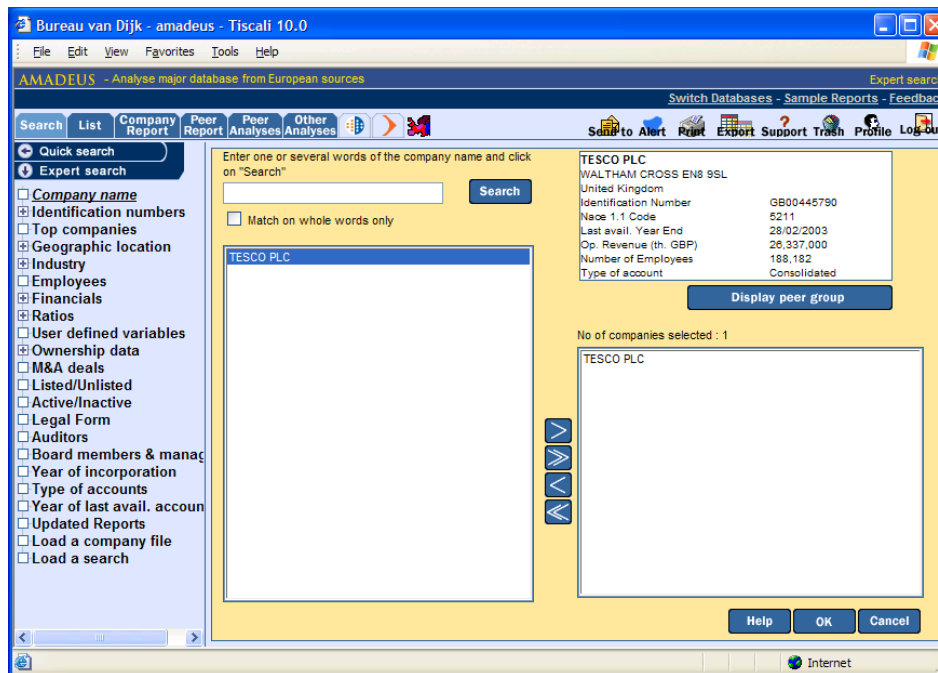 Bureau van Dijk - amadeus - Tiscali 10.0
File Edit View Favorites Tools Help
AMADEUS - Analyse major database from European sources
Expert search
Switch Databases - Sample Reports - Feedbac
Search List Company Report Peer Report Peer Analyses Other Analyses
Send to Alert Print Export Support Trash Profile Log out
Quick search
Expert search
Company name
Identification numbers
Top companies
Geographic location
Industry
Employees
Financials
Ratios
User defined variables
Ownership data
M&A deals
Listed/Unlisted
Active/Inactive
Legal Form
Auditors
Board members & manag
Year of incorporation
Type of accounts
Year of last avail. accoun
Updated Reports
Load a company file
Load a search
Enter one or several words of the company name and click
on "Search"
Search
Match on whole words only
TESCO PLC
TESCO PLC
WALTHAM CROSS EN8 9SL
United Kingdom
Identification Number GB00445790
Nace 1.1 Code 5211
Last avail. Year End 28/02/2003
Op. Revenue (th. GBP) 26,337,000
Number of Employees 188,182
Type of account Consolidated
Display peer group
No of companies selected : 1
TESCO PLC
Help OK Cancel
Internet